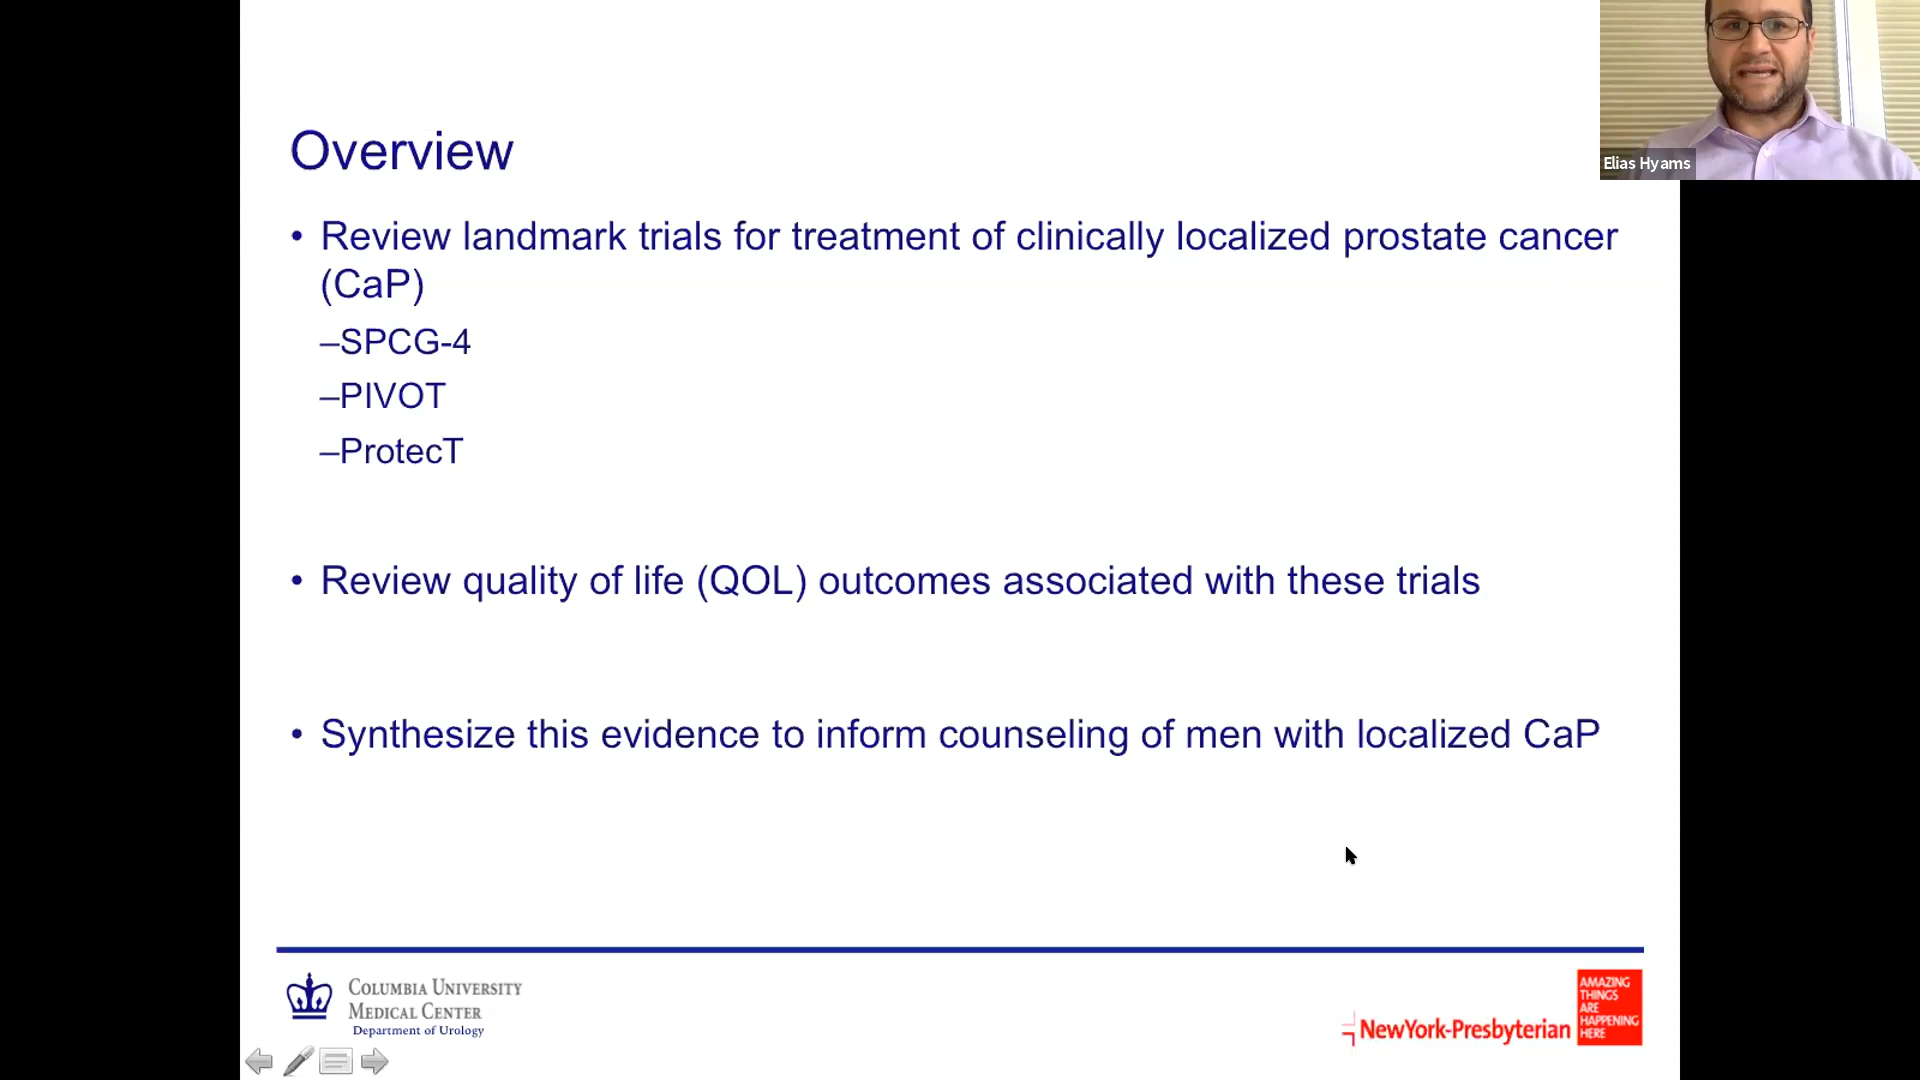 Elias Hyams
Overview
• Review landmark trials for treatment of clinically localized prostate cancer
(CaP)
–SPCG-4
–PIVOT
–ProtecT
• Review quality of life (QOL) outcomes associated with these trials
• Synthesize this evidence to inform counseling of men with localized CaP
COLUMBIA UNIVERSITY
MEDICAL CENTER
Department of Urology
NewYork-Presbyterian
AMAZING
THINGS
ARE
HAPPENING
HERE